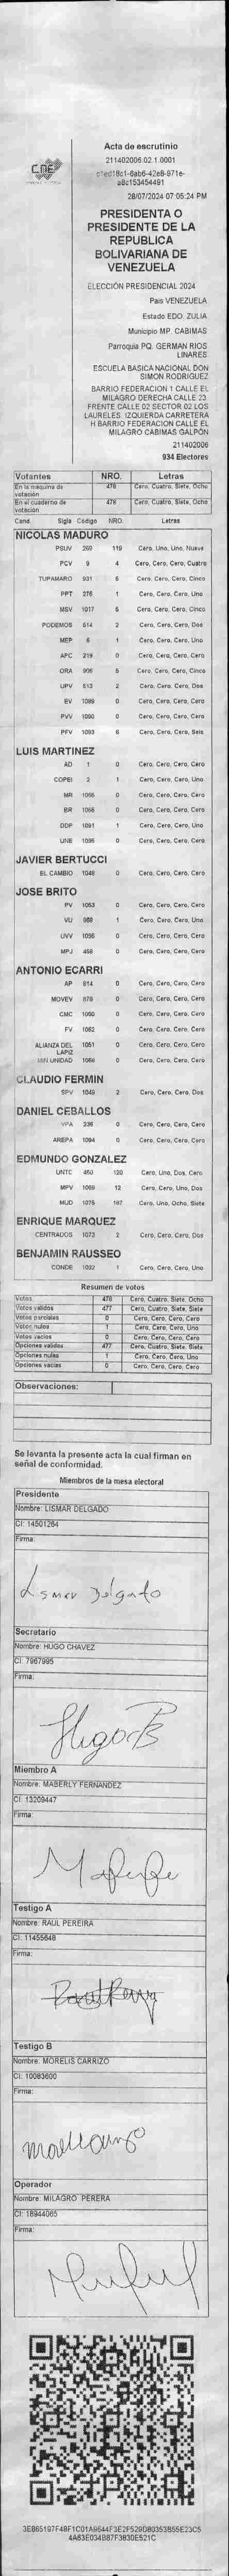 CNE
Acta de escrutinio
211402006.02.1.0001
28/07/2024 07:05:24 PM
PRESIDENTA O
PRESIDENTE DE LA
REPUBLICA
BOLIVARIANA DE
VENEZUELA
ELECCIÓN PRESIDENCIAL 2024
Pais VENEZUELA
Estado EDO. ZULIA
Municipio MP. CABIMAS
Parroquia PQ. GERMAN RIOS
LINARES
ESCUELA BASICA NACIONAL DON
SIMON RODRIGUEZ
BARRIO FEDERACION 1 CALLE EL
MILAGRO DERECHA CALLE 23.
FRENTE CALLE 02 SECTOR 02 LOS
LAURELES. IZQUIERDA CARRETERA
H BARRIO FEDERACION CALLE EL
MILAGRO CABIMAS GALPÓN
211402006
934 Electores
Votantes NRO. Letras
En la maquina de votación 478 Cero, Cuatro, Siete, Ocho
En el cuaderno de votación 478 Cero, Cuatro, Siete, Ocho
Cand. Sigla Código NRO. Letras
NICOLAS MADURO
PSUV 269 119 Cero, Uno, Uno, Nueve
PCV 9 4 Cero, Cero, Cero, Cuatro
TUPAMARO 931 5 Cero, Cero, Cero, Cinco
PPT 276 1 Cero, Cero, Cero, Uno
MSV 1017 5 Cero, Cero, Cero, Cinco
PODEMOS 514 2 Cero, Cero, Cero, Dos
MEP 6 1 Cero, Cero, Cero, Uno
APC 219 0 Cero, Cero, Cero, Cero
ORA 906 5 Cero, Cero, Cero, Cinco
UPV 513 2 Cero, Cero, Cero, Dos
EV 1089 0 Cero, Cero, Cero, Cero
PVV 1090 0 Cero, Cero, Cero, Cero
PFV 1093 6 Cero, Cero, Cero, Seis
LUIS MARTINEZ
AD 1 0 Cero, Cero, Cero, Cero
COPEI 2 1 Cero, Cero, Cero, Uno
MR 0 Cero, Cero, Cero, Cero
BR 0 Cero, Cero, Cero, Cero
DDP 1091 1 Cero, Cero, Cero, Uno
UNE 0 Cero, Cero, Cero, Cero
JAVIER BERTUCCI
EL CAMBIO 1048 0 Cero, Cero, Cero, Cero
JOSE BRITO
PV 1053 0 Cero, Cero, Cero, Cero
VU 1 Cero, Cero, Cero, Uno
UVV 0 Cero, Cero, Cero, Cero
MPJ 458 0 Cero, Cero, Cero, Cero
ANTONIO ECARRI
AP 814 0 Cero, Cero, Cero, Cero
MOVEV 878 0 Cero, Cero, Cero, Cero
CMC 0 Cero, Cero, Cero, Cero
FV 1062 0 Cero, Cero, Cero, Cero
ALIANZA DEL LAPIZ 1051 0 Cero, Cero, Cero, Cero
MIN UNIDAD 0 Cero, Cero, Cero, Cero
CLAUDIO FERMIN
SPV 1049 2 Cero, Cero, Cero, Dos
DANIEL CEBALLOS
VPA 236 0 Cero, Cero, Cero, Cero
AREPA 1094 0 Cero, Cero, Cero, Cero
EDMUNDO GONZALEZ
UNTC 450 120 Cero, Uno, Dos, Cero
MPV 1069 12 Cero, Cero, Uno, Dos
MUD 187 Cero, Uno, Ocho, Siete
ENRIQUE MARQUEZ
CENTRADOS 1073 2 Cero, Cero, Cero, Dos
BENJAMIN RAUSSEO
CONDE 1032 1 Cero, Cero, Cero, Uno
Resumen de votos
Votos 478 Cero, Cuatro, Siete, Ocho
Votos validos 477 Cero, Cuatro, Siete, Siete
Votos parciales 0 Cero, Cero, Cero, Cero
Votos nulos 1 Cero, Cero, Cero, Uno
Votos vacios 0 Cero, Cero, Cero, Cero
Opciones validas 477 Cero, Cuatro, Siete, Siete
Opciones nulas 1 Cero, Cero, Cero, Uno
Opciones vacias 0 Cero, Cero, Cero, Cero
Observaciones:
Se levanta la presente acta la cual firman en
señal de conformidad.
Miembros de la mesa electoral
Presidente
Nombre: LISMAR DELGADO
CI: 14501264
Firma:
Lismar Delgado
Secretario
Nombre: HUGO CHAVEZ
CI: 7967995
Firma:
Miembro A
Nombre: MABERLY FERNANDEZ
CI: 13209447
Firma:
Testigo A
Nombre: RAUL PEREIRA
CI: 11455648
Firma:
Testigo B
Nombre: MORELIS CARRIZO
CI: 10083600
Firma:
Operador
Nombre: MILAGRO PERERA
CI: 18944065
Firma: